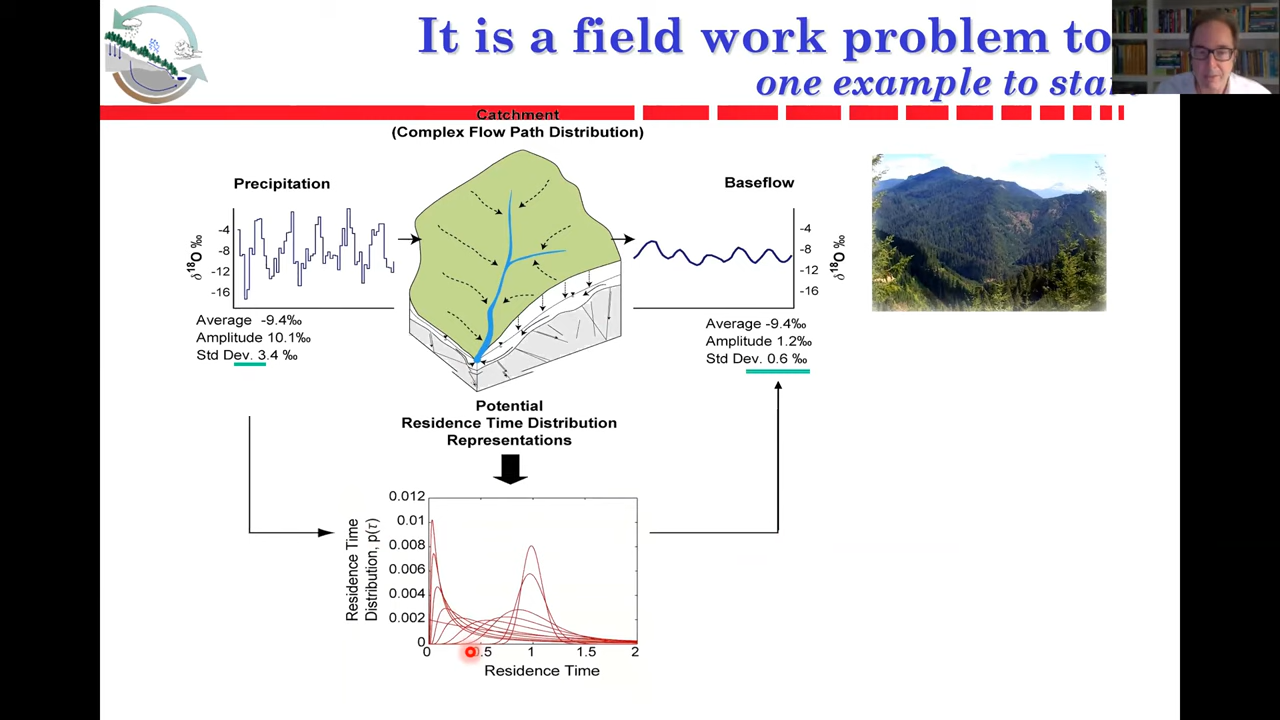 It is a field work problem to
one example to
Catchment
(Complex Flow Path Distribution)
Precipitation
Baseflow
δ18O ‰
-4
-8
-12
-16
-4
-8
-12
-16
δ18O ‰
Average -9.4‰
Amplitude 10.1‰
Std Dev. 3.4 ‰
Average -9.4‰
Amplitude 1.2‰
Std Dev. 0.6 ‰
Potential
Residence Time Distribution
Representations
Residence Time
Distribution, p(τ)
0.012
0.01
0.008
0.006
0.004
0.002
0
0 0.5 1 1.5 2
Residence Time